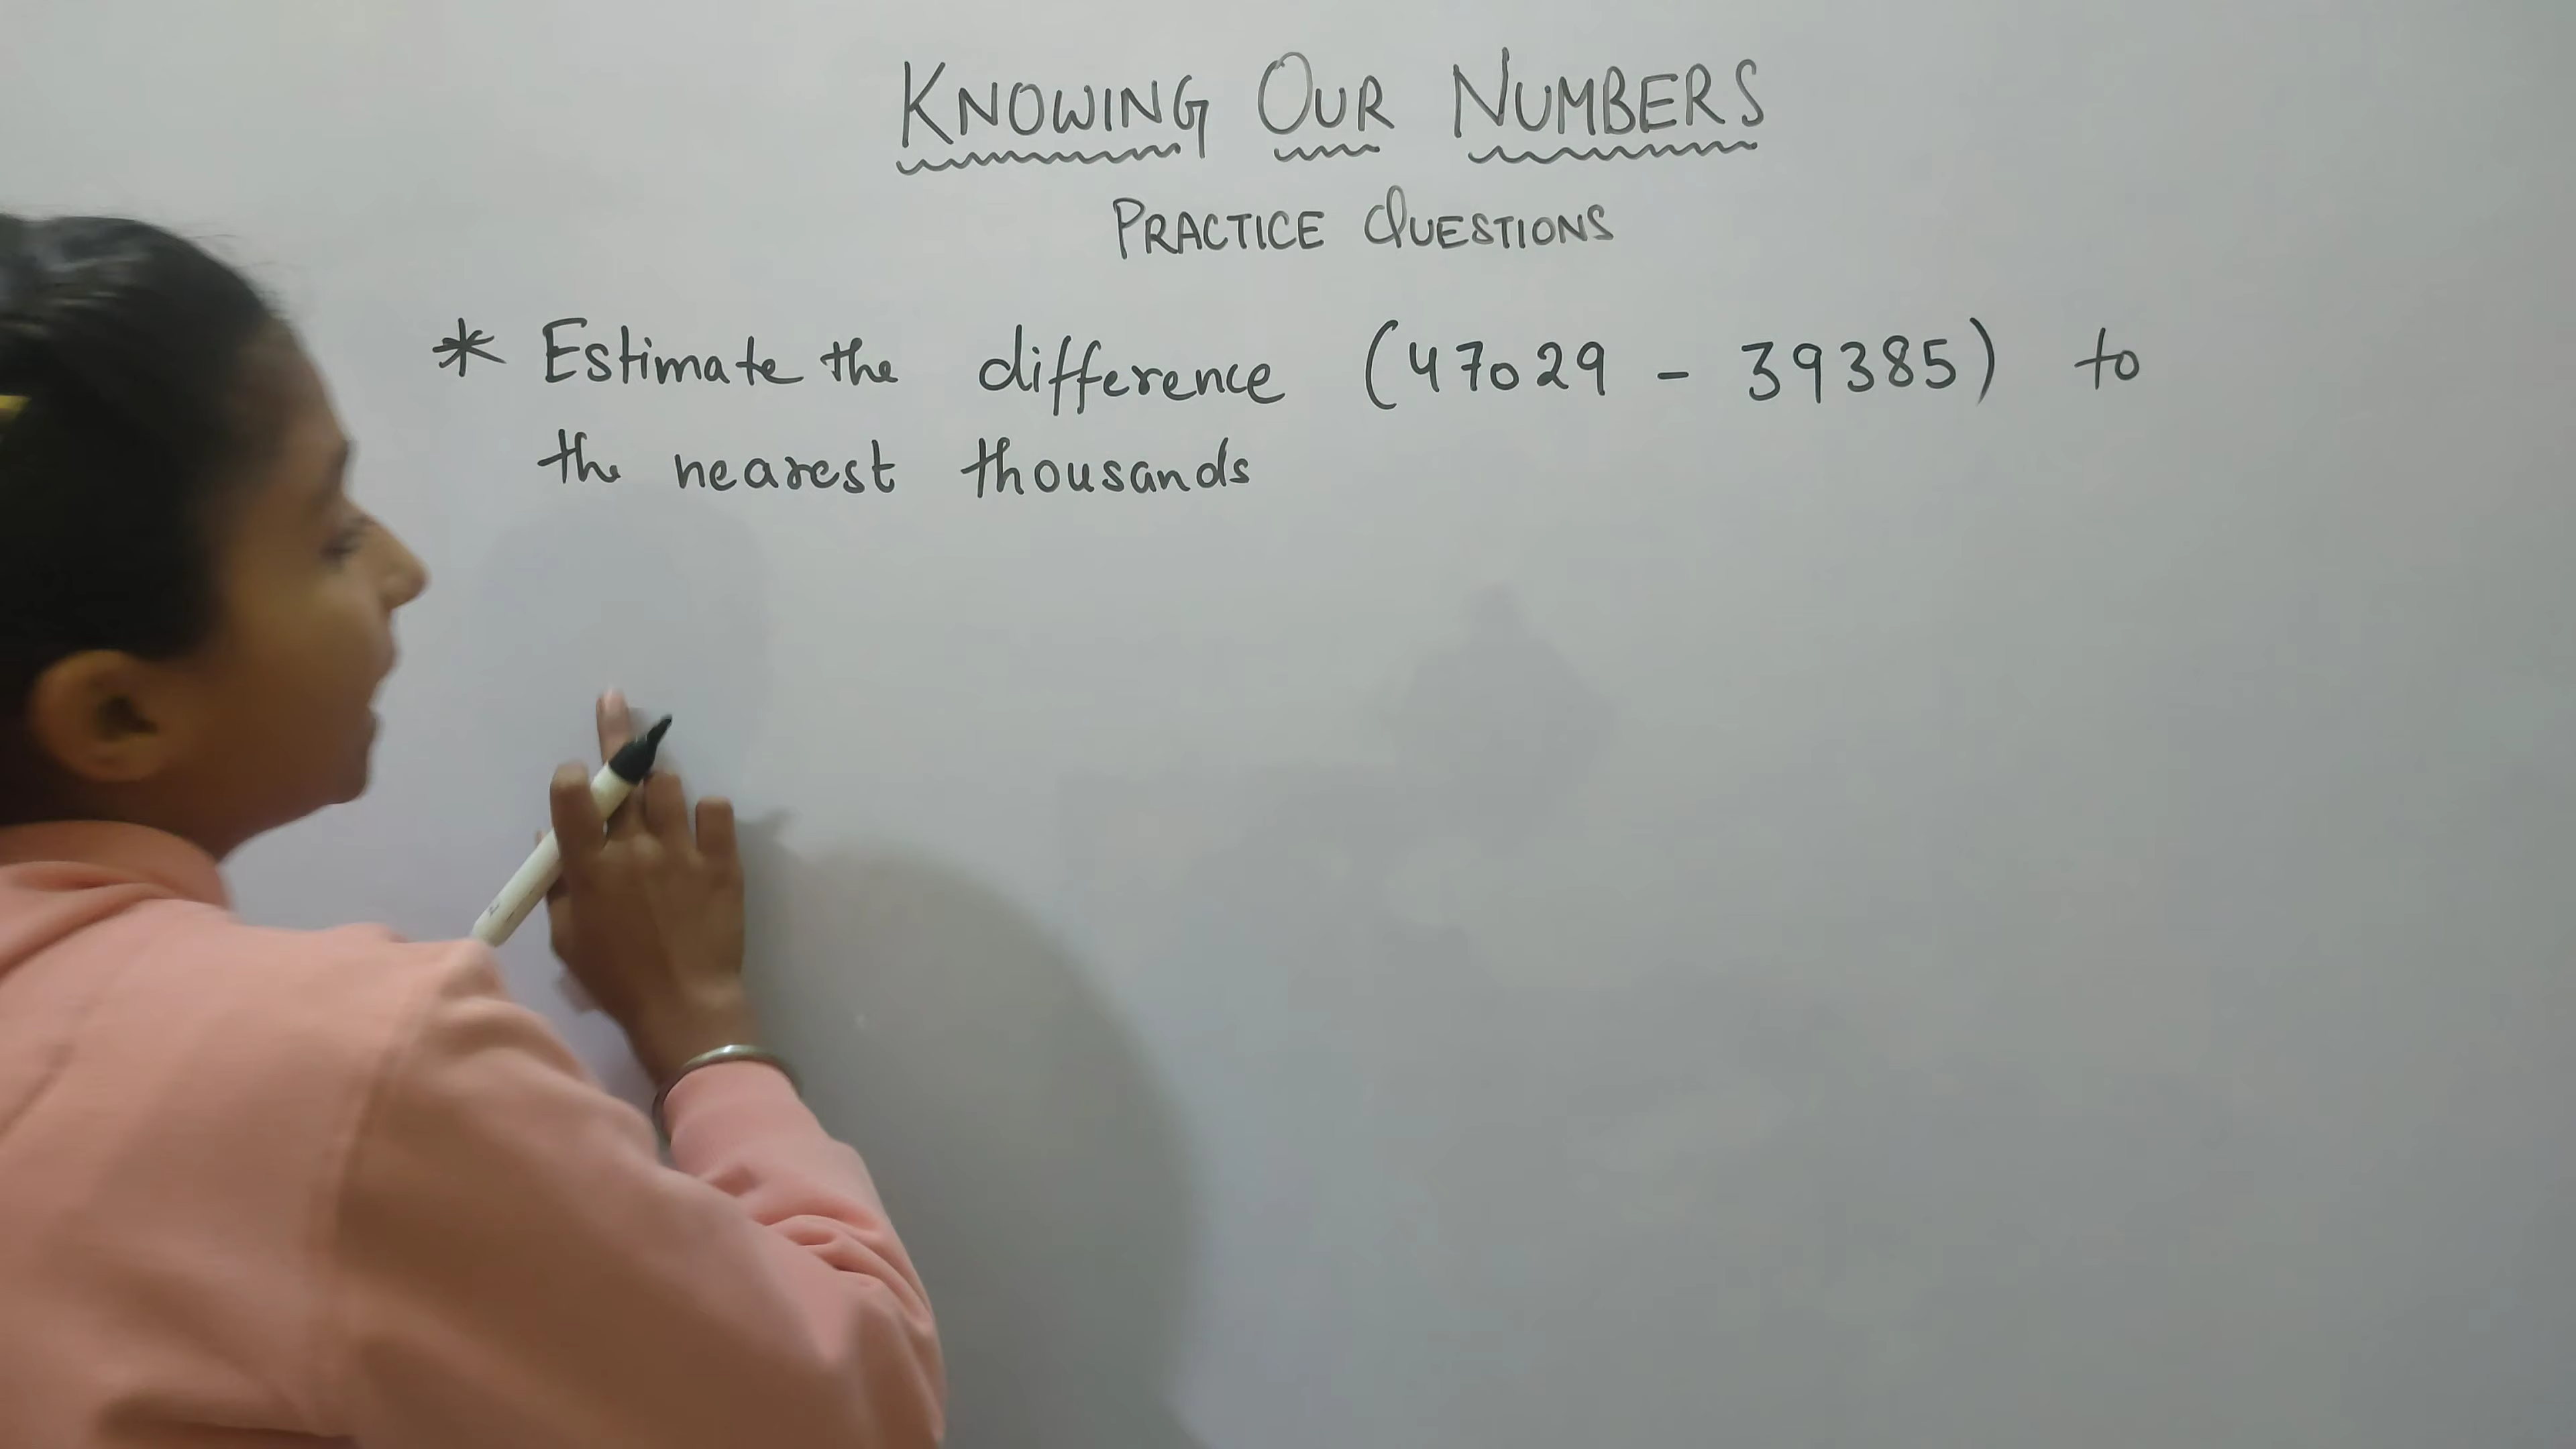 KNOWING OUR NUMBERS
PRACTICE QUESTIONS
* Estimate the difference (47029 - 39385) to
the nearest thousands